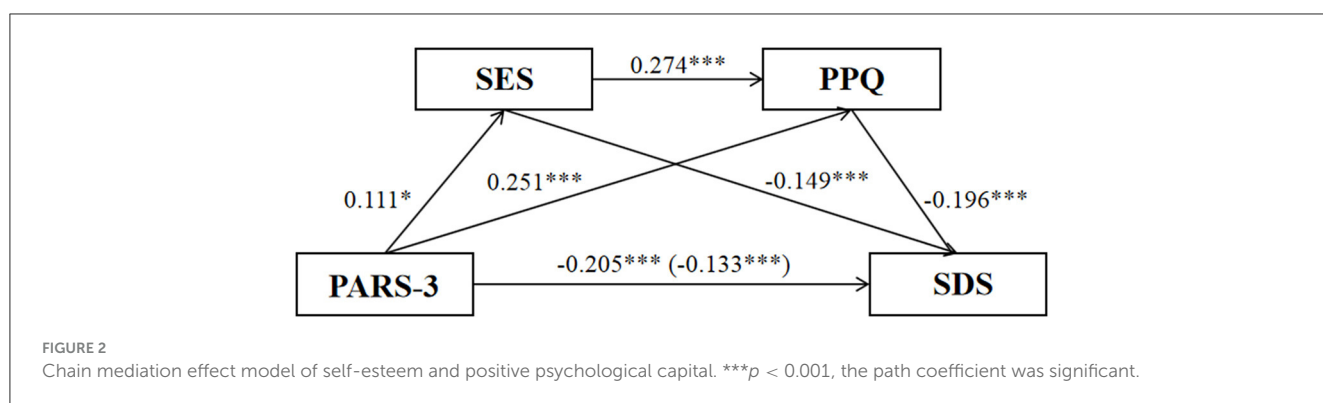 SES
0.274***
PPQ
0.111*
0.251***
-0.149***
-0.196***
PARS-3
-0.205*** (-0.133***)
SDS
FIGURE 2
Chain mediation effect model of self-esteem and positive psychological capital. ***p < 0.001, the path coefficient was significant.